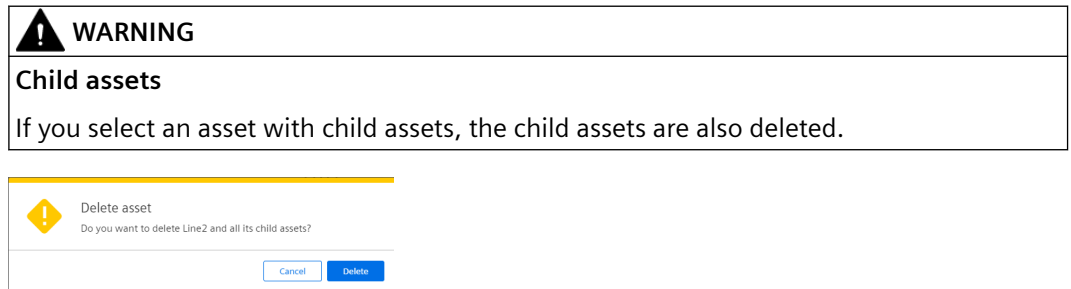 WARNING
Child assets
If you select an asset with child assets, the child assets are also deleted.
Delete asset
Do you want to delete Line2 and all its child assets?
Cancel Delete